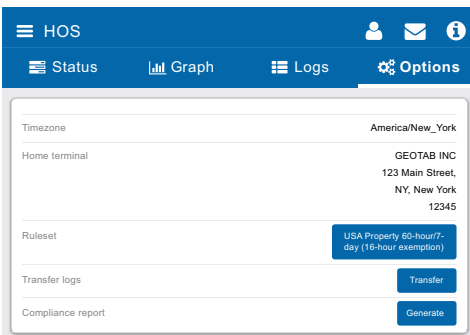 HOS
Status Graph Logs Options
Timezone America/New_York
Home terminal GEOTAB INC
123 Main Street,
NY, New York
12345
Ruleset USA Property 60-hour/7-
day (16-hour exemption)
Transfer logs Transfer
Compliance report Generate